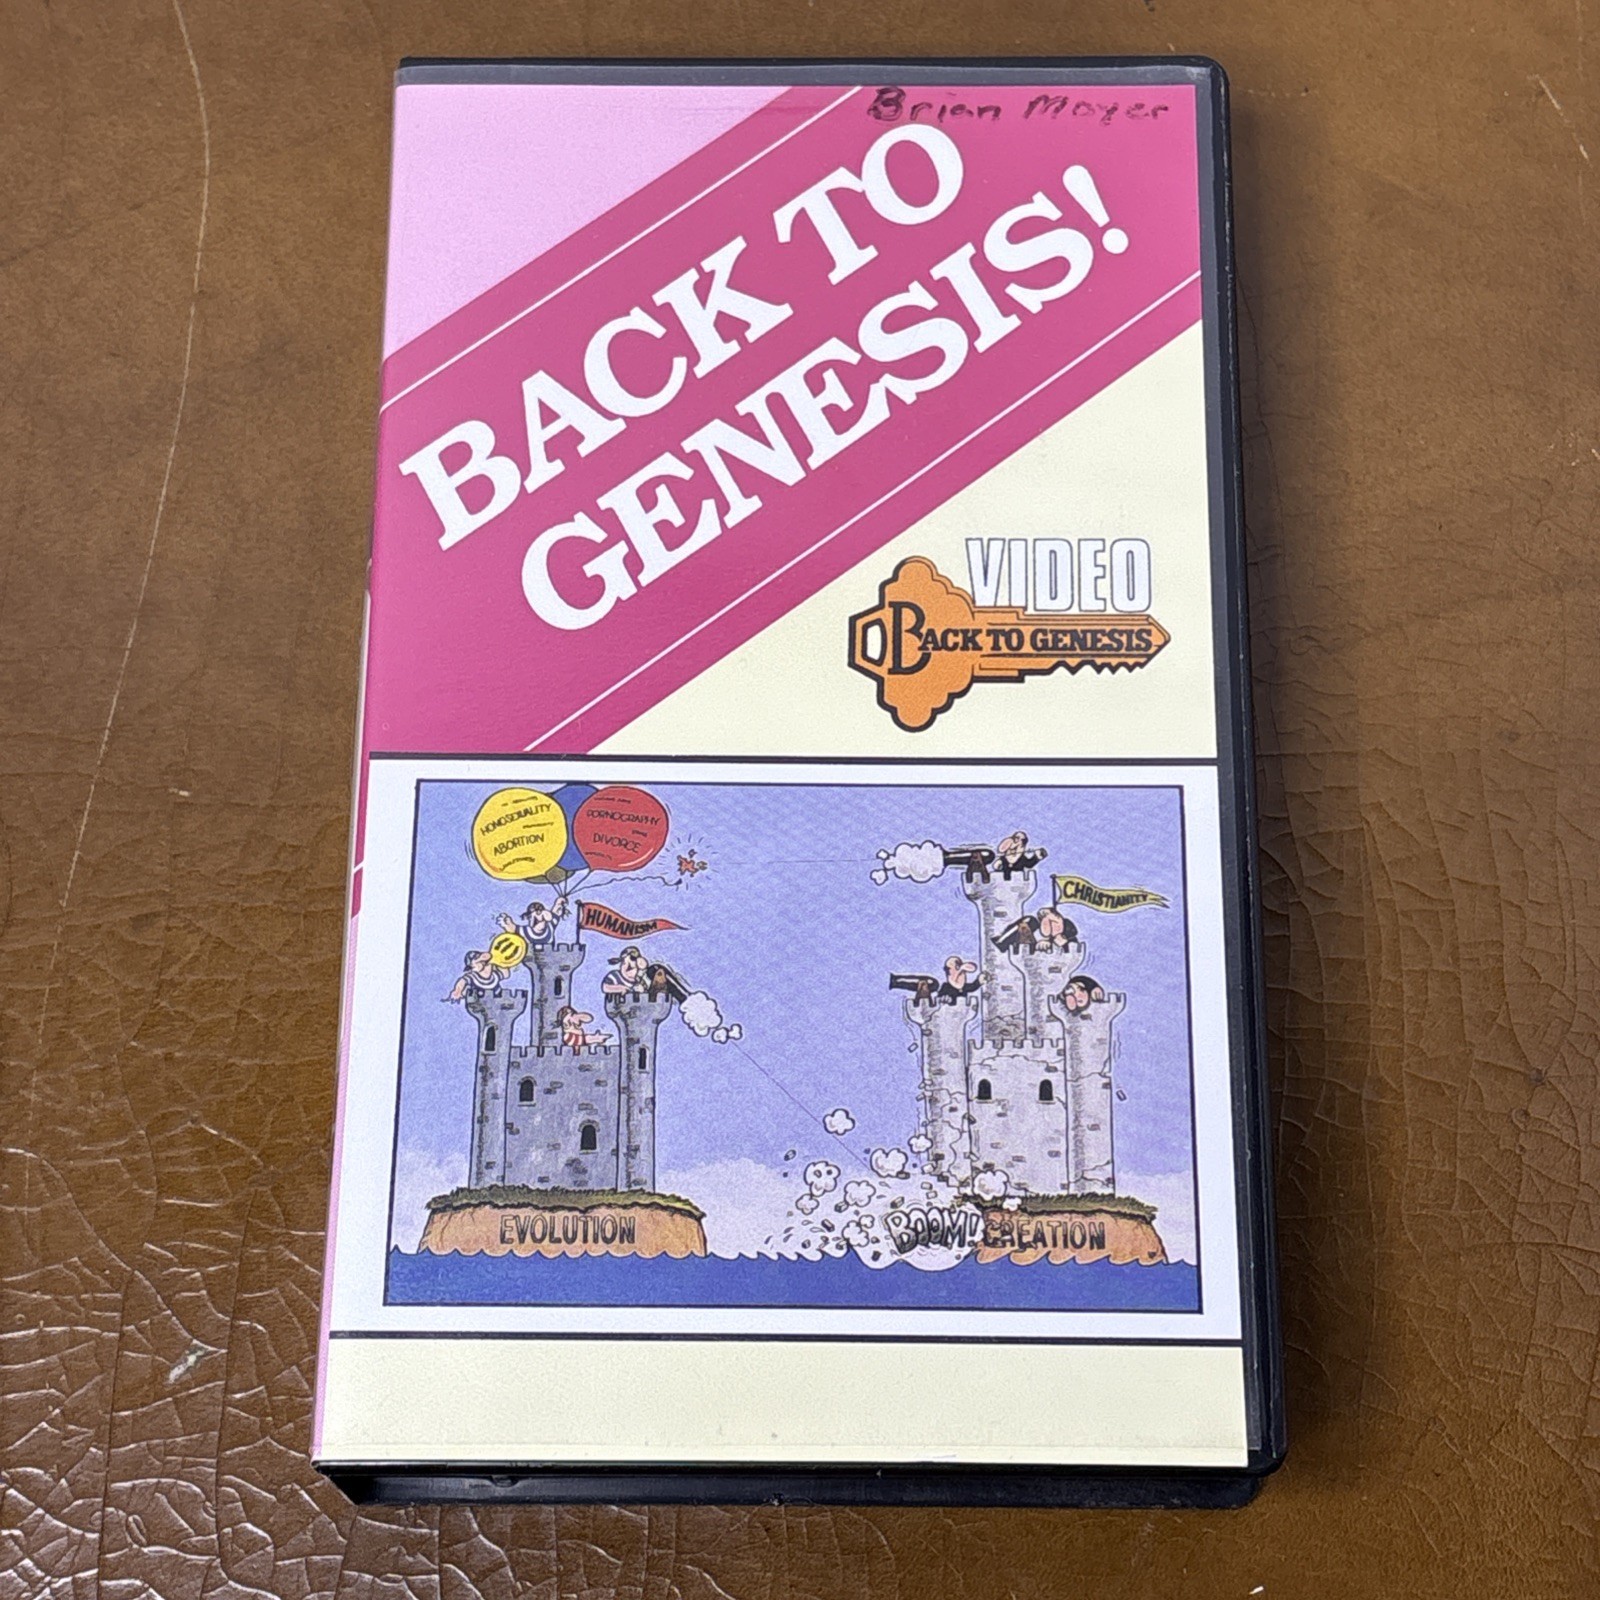 Brian Moyer
BACK TO
GENESIS!
VIDEO
BACK TO GENESIS
HOMOSEXUALITY
ABORTION
PORNOGRAPHY
DIVORCE
HUMANISM
CHRISTIANITY
EVOLUTION
BOOM!
CREATION